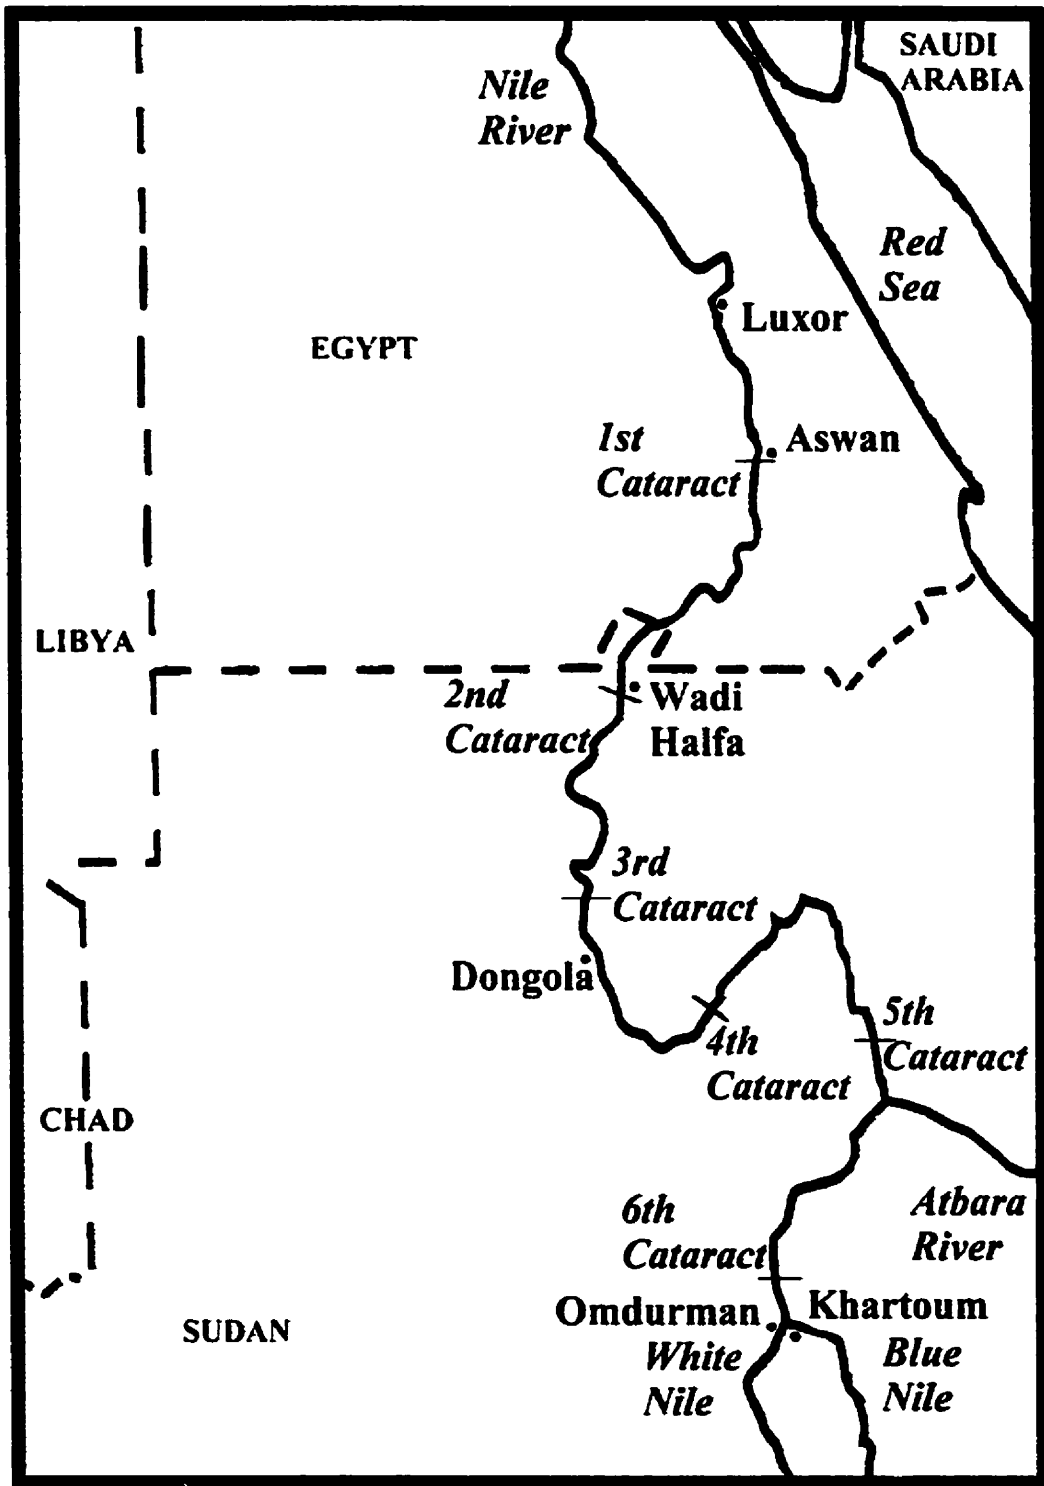 SAUDI
ARABIA
Nile
River
Red
Sea
Luxor
EGYPT
1st
Cataract
Aswan
LIBYA
2nd
Cataract
Wadi
Halfa
3rd
Cataract
Dongola
4th
Cataract
5th
Cataract
CHAD
Atbara
River
6th
Cataract
Omdurman
Khartoum
SUDAN
White
Nile
Blue
Nile